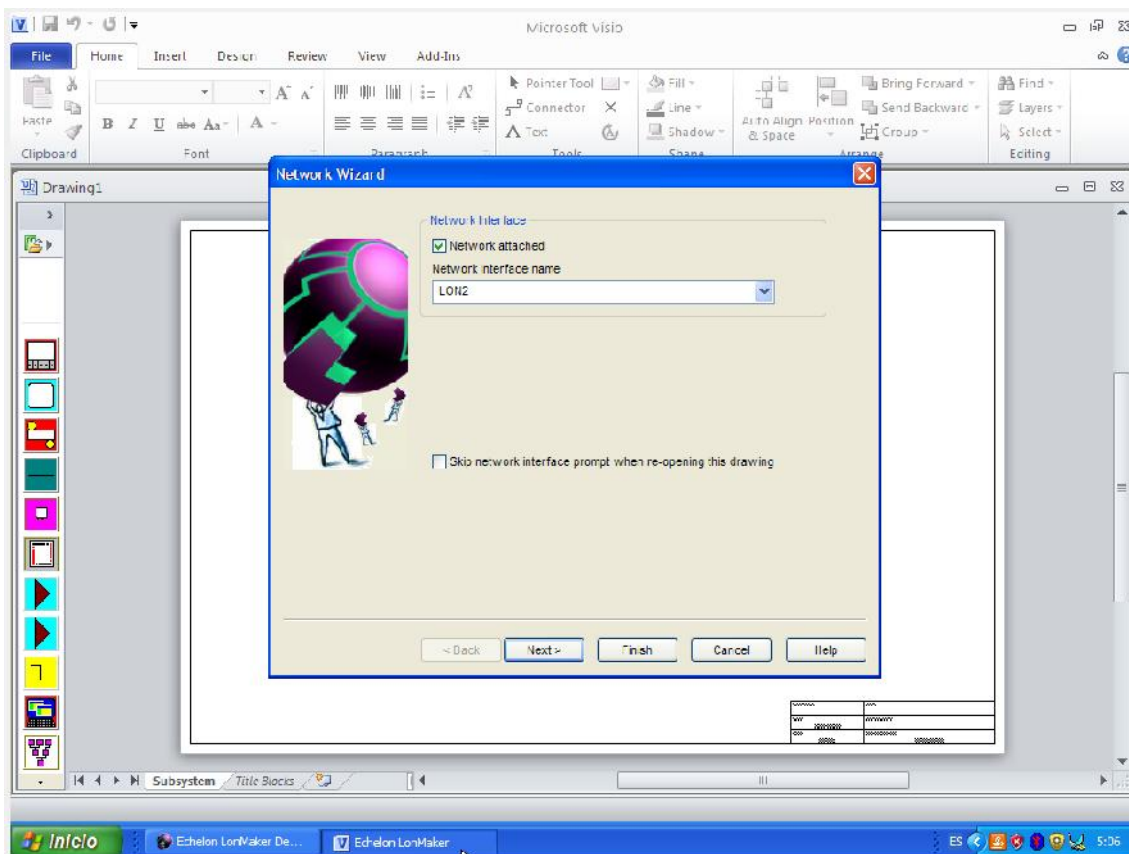 Microsoft Visio
File Home Insert Design Review View Add-Ins
Paste
B I U abc Aa A
Pointer Tool
Connector
A Text
Fill
Line
Shadow
Auto Align & Space
Position
Bring Forward
Send Backward
Group
Find
Layers
Select
Clipboard Font Paragraph Tools Shape Arrange Editing
Drawing1
Network Wizard
Network Interface
Network attached
Network interface name
LON2
Skip network interface prompt when re-opening this drawing
< Back Next > Finish Cancel Help
Subsystem Title Blocks
Inicio Echelon LonMaker De... Echelon LonMaker ES 5:06